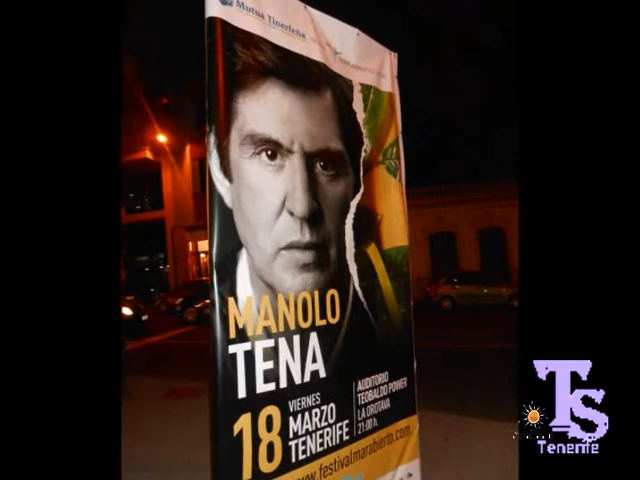 Mutua Tinerfeña
MANOLO
TENA
18
VIERNES
MARZO
TENERIFE
AUDITORIO
TEOBALDO POWER
LA OROTAVA
21:00 h.
www.festivalmarabierto.com
TS
Tenerife